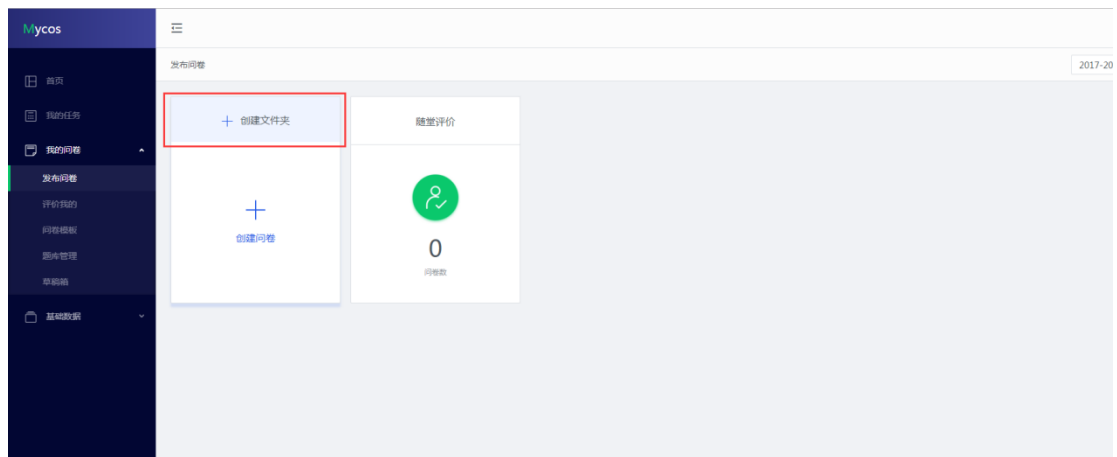 Mycos
首页
我的任务
我的问卷
发布问卷
评价我的
问卷模板
题库管理
草稿箱
基础数据
发布问卷
2017-20
创建文件夹
创建问卷
随堂评价
0
问卷数